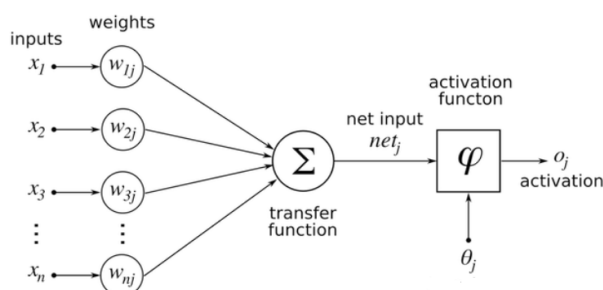 weights
inputs
x1
w1j
x2
w2j
x3
w3j
⋮
⋮
xn
wnj
Σ
transfer
function
net input
netj
activation
functon
φ
oj
activation
θj